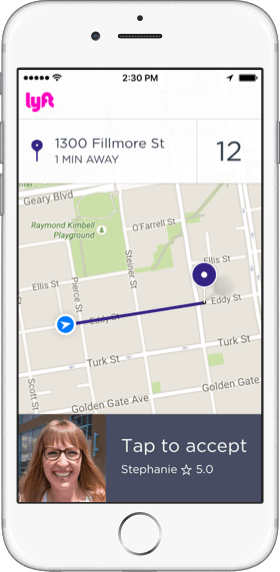 2:30 PM
lyft
1300 Fillmore St
1 MIN AWAY
12
Geary Blvd
Raymond Kimbell
Playground
O'Farrell St
Steiner St
Ellis St
Ellis St
Pierce St
Eddy St
Eddy St
Turk St
Turk St
Scott St
Golden Gate Ave
Golden Gate Ave
Tap to accept
Stephanie ☆ 5.0